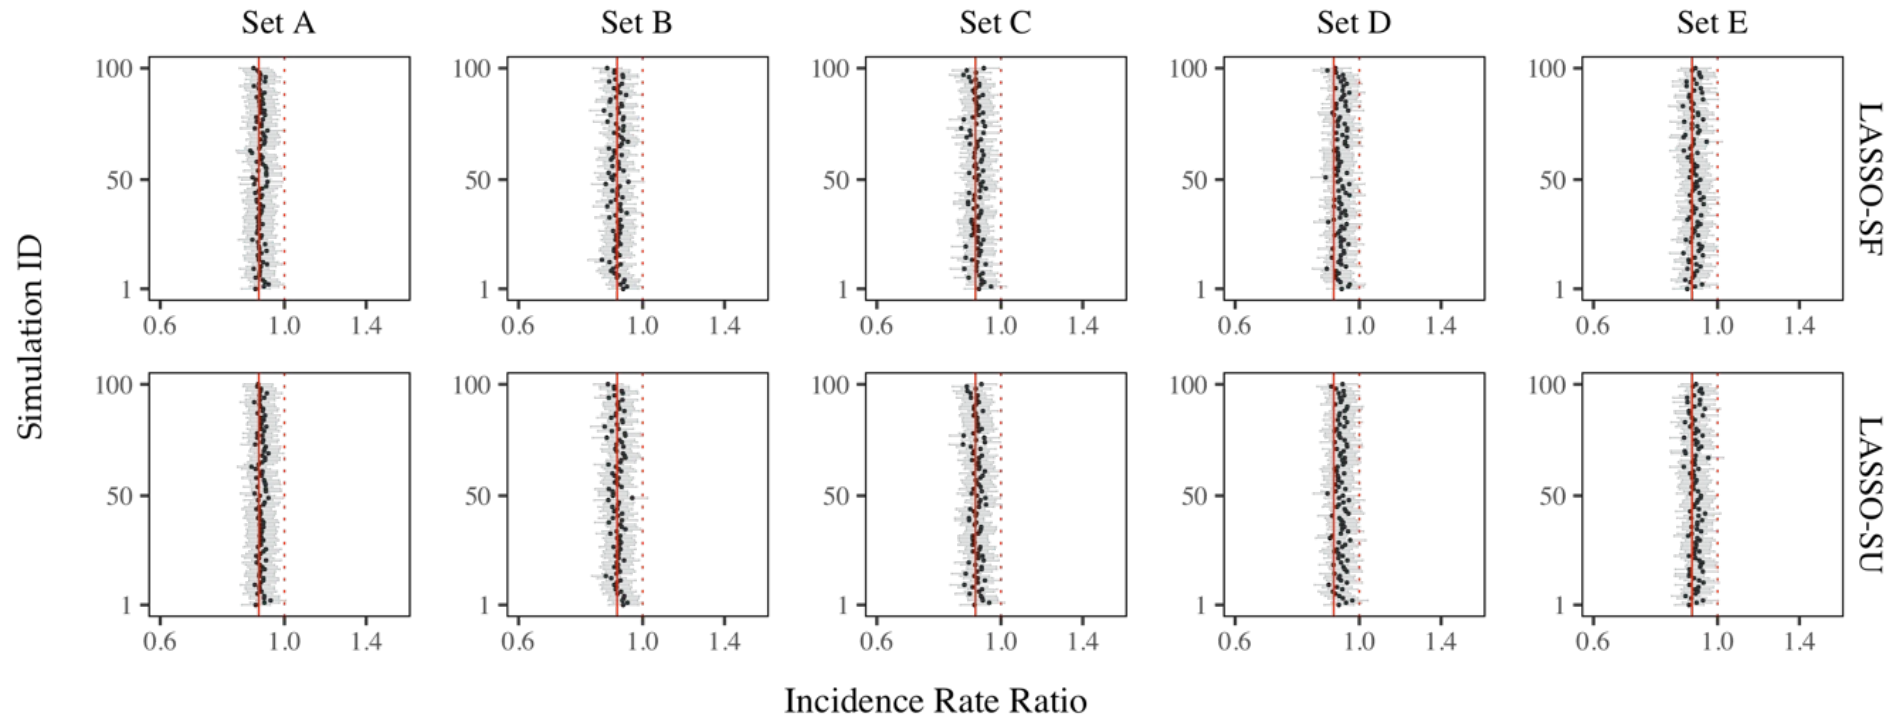 Set A Set B Set C Set D Set E
100 100 100 100 100
50 50 50 50 50
1 1 1 1 1
0.6 1.0 1.4 0.6 1.0 1.4 0.6 1.0 1.4 0.6 1.0 1.4 0.6 1.0 1.4
LASSO-SF
Simulation ID
100 100 100 100 100
50 50 50 50 50
1 1 1 1 1
0.6 1.0 1.4 0.6 1.0 1.4 0.6 1.0 1.4 0.6 1.0 1.4 0.6 1.0 1.4
LASSO-SU
Incidence Rate Ratio